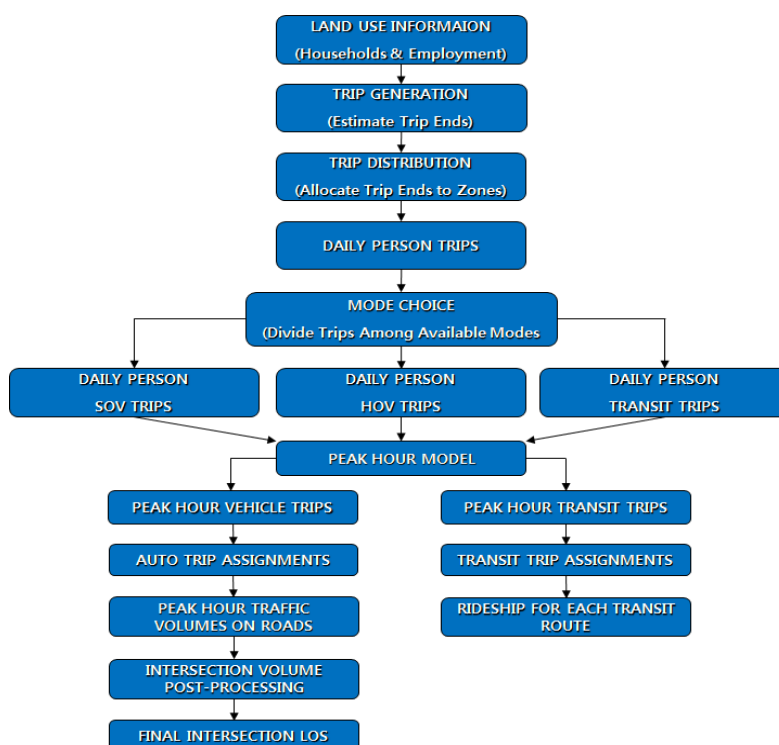 LAND USE INFORMAION
(Households & Employment)
TRIP GENERATION
(Estimate Trip Ends)
TRIP DISTRIBUTION
(Allocate Trip Ends to Zones)
DAILY PERSON TRIPS
MODE CHOICE
(Divide Trips Among Available Modes
DAILY PERSON
SOV TRIPS
DAILY PERSON
HOV TRIPS
DAILY PERSON
TRANSIT TRIPS
PEAK HOUR MODEL
PEAK HOUR VEHICLE TRIPS
PEAK HOUR TRANSIT TRIPS
AUTO TRIP ASSIGNMENTS
TRANSIT TRIP ASSIGNMENTS
PEAK HOUR TRAFFIC
VOLUMES ON ROADS
RIDESHIP FOR EACH TRANSIT
ROUTE
INTERSECTION VOLUME
POST-PROCESSING
FINAL INTERSECTION LOS